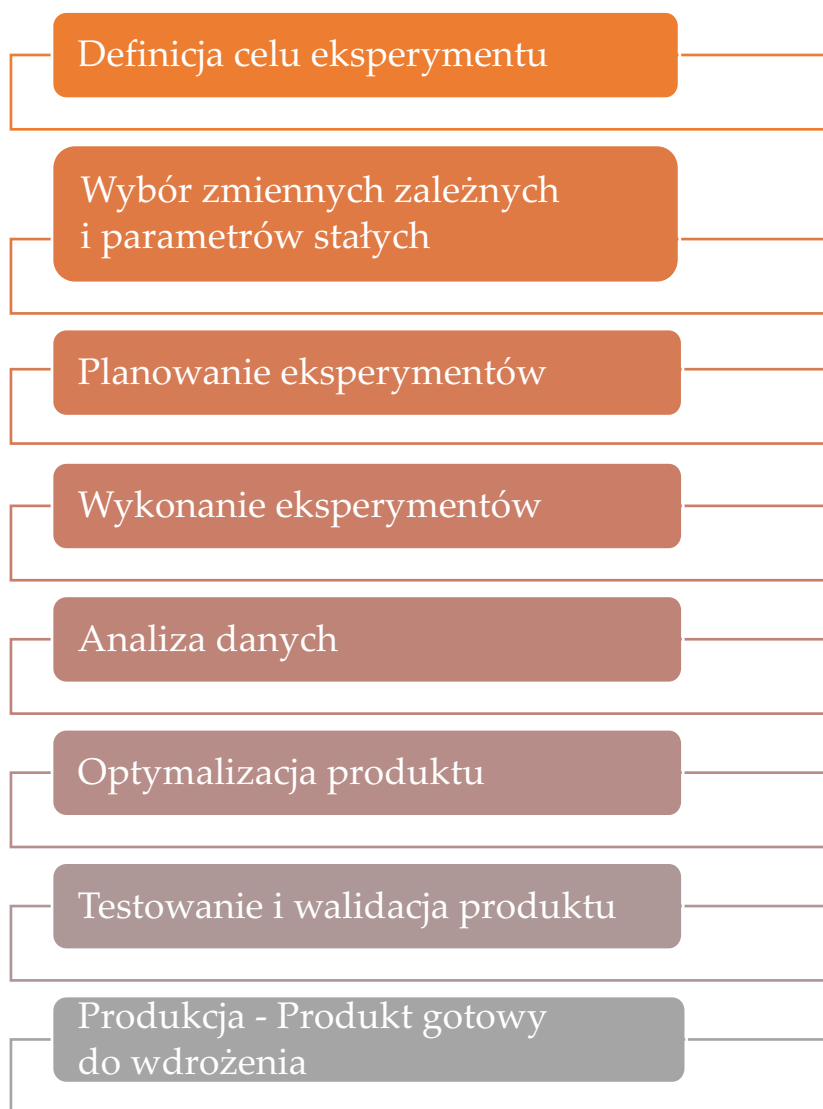 Definicja celu eksperymentu
Wybór zmiennych zależnych
i parametrów stałych
Planowanie eksperymentów
Wykonanie eksperymentów
Analiza danych
Optymalizacja produktu
Testowanie i walidacja produktu
Produkcja - Produkt gotowy
do wdrożenia